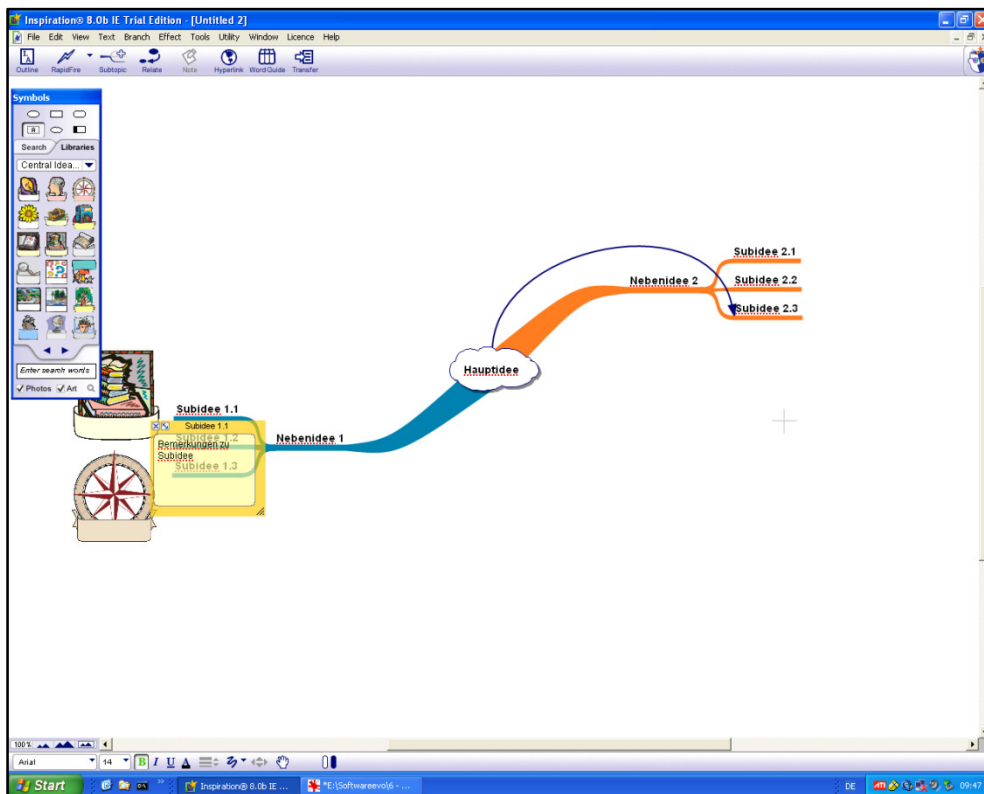 Inspiration® 8.0b IE Trial Edition - [Untitled 2]
File Edit View Text Branch Effect Tools Utility Window Licence Help
Outline RapidFire Subtopic Relate Note Hyperlink Word Guide Transfer
Symbols
Search Libraries
Central Idea...
Enter search words
Photos Art
Subidee 2.1
Nebenidee 2 Subidee 2.2
Subidee 2.3
Hauptidee
Subidee 1.1
Subidee 1.1
Subidee 1.2 Nebenidee 1
Bemerkungen zu
Subidee
Subidee 1.3
100%
Arial 14 B I U A
Start Inspiration® 8.0b IE ... *E:\Softwareevo\6 - ... DE 09:47